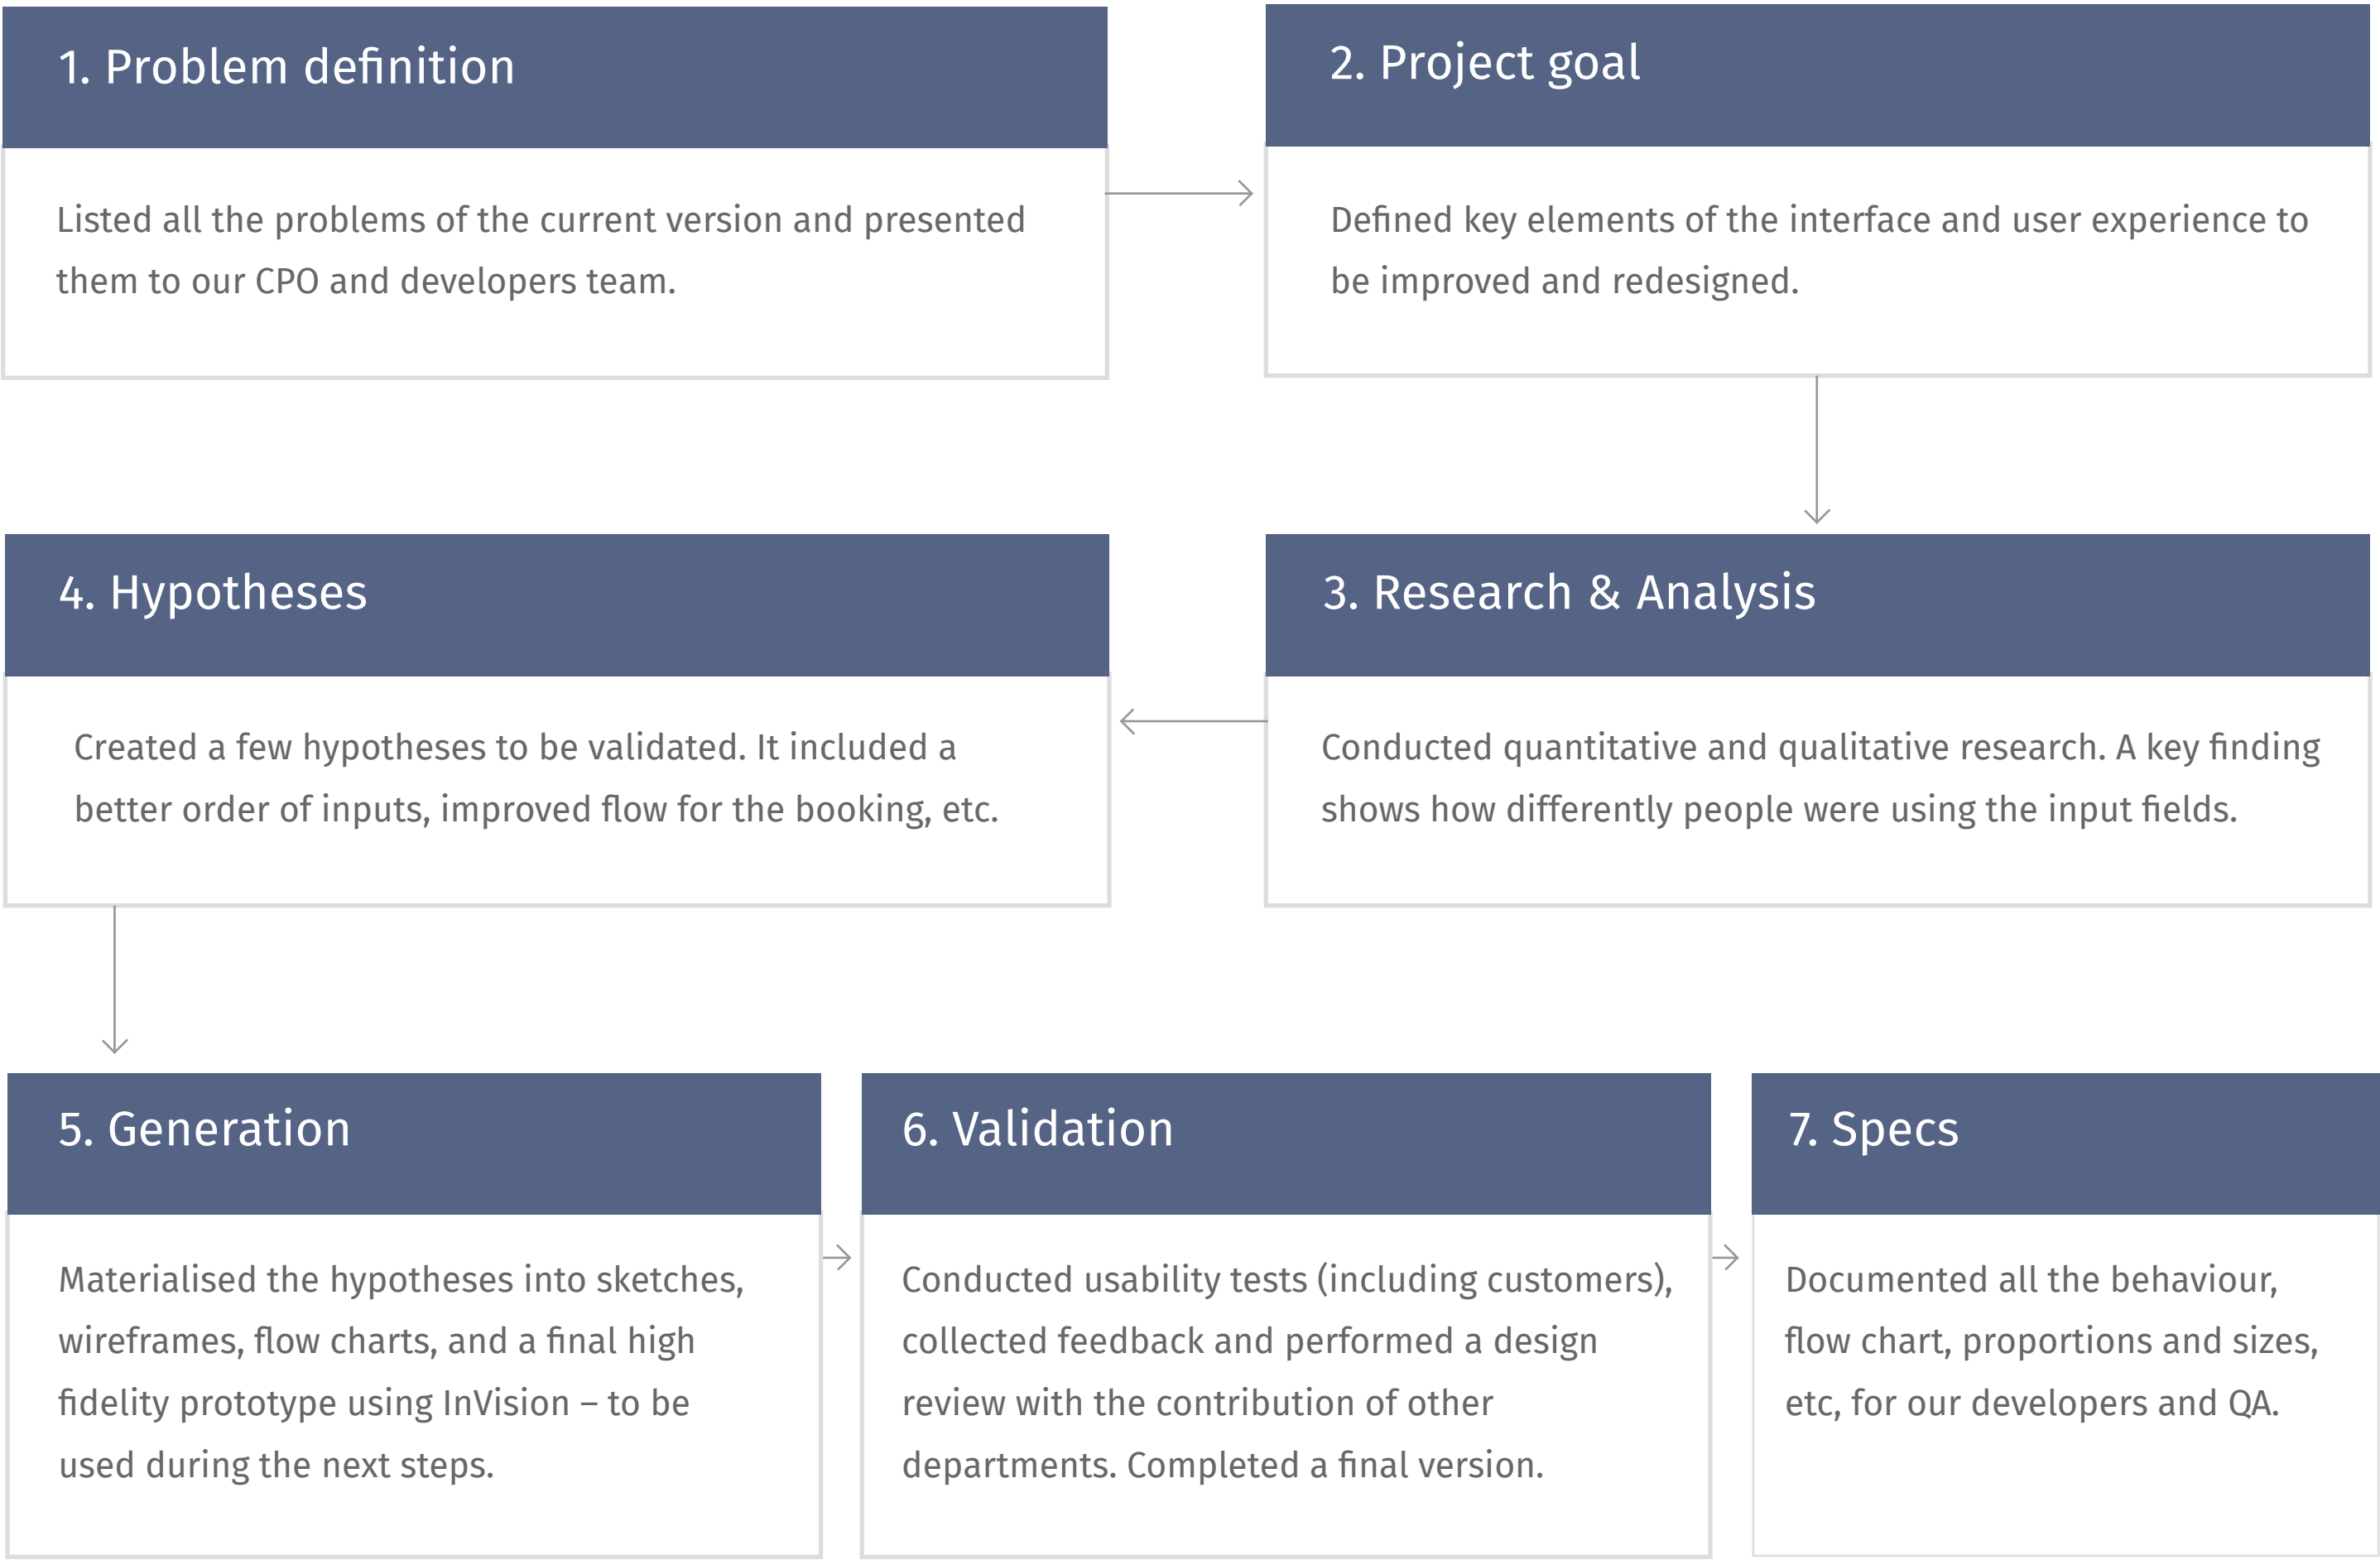 1. Problem definition
Listed all the problems of the current version and presented
them to our CPO and developers team.
2. Project goal
Defined key elements of the interface and user experience to
be improved and redesigned.
3. Research & Analysis
Conducted quantitative and qualitative research. A key finding
shows how differently people were using the input fields.
4. Hypotheses
Created a few hypotheses to be validated. It included a
better order of inputs, improved flow for the booking, etc.
5. Generation
Materialised the hypotheses into sketches,
wireframes, flow charts, and a final high
fidelity prototype using InVision – to be
used during the next steps.
6. Validation
Conducted usability tests (including customers),
collected feedback and performed a design
review with the contribution of other
departments. Completed a final version.
7. Specs
Documented all the behaviour,
flow chart, proportions and sizes,
etc, for our developers and QA.